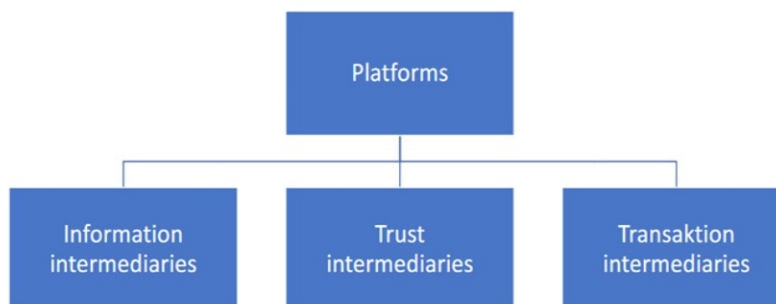 Platforms
Information
intermediaries
Trust
intermediaries
Transaktion
intermediaries